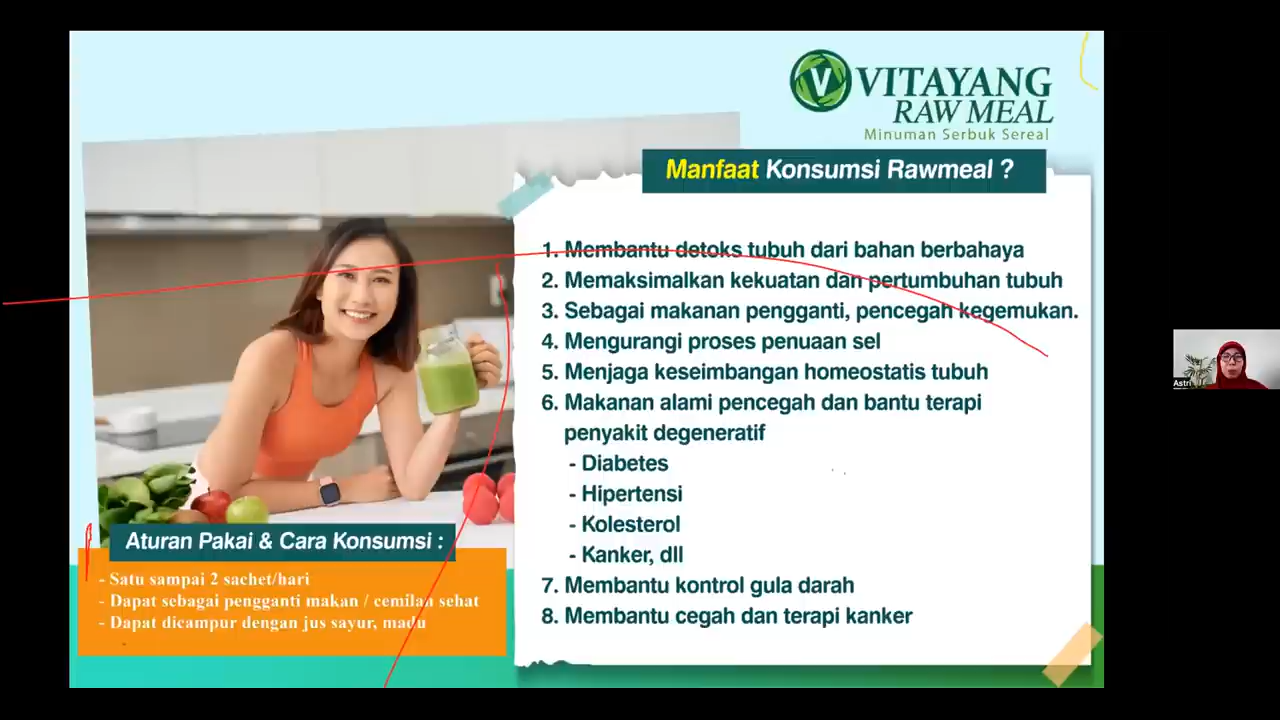 VITAYANG
RAW MEAL
Minuman Serbuk Sereal
Manfaat Konsumsi Rawmeal ?
1. Membantu detoks tubuh dari bahan berbahaya
2. Memaksimalkan kekuatan dan pertumbuhan tubuh
3. Sebagai makanan pengganti, pencegah kegemukan.
4. Mengurangi proses penuaan sel
5. Menjaga keseimbangan homeostatis tubuh
6. Makanan alami pencegah dan bantu terapi
penyakit degeneratif
- Diabetes
- Hipertensi
- Kolesterol
- Kanker, dll
7. Membantu kontrol gula darah
8. Membantu cegah dan terapi kanker
Aturan Pakai & Cara Konsumsi :
- Satu sampai 2 sachet/hari
- Dapat sebagai pengganti makan / cemilan sehat
- Dapat dicampur dengan jus sayur, madu
Astri